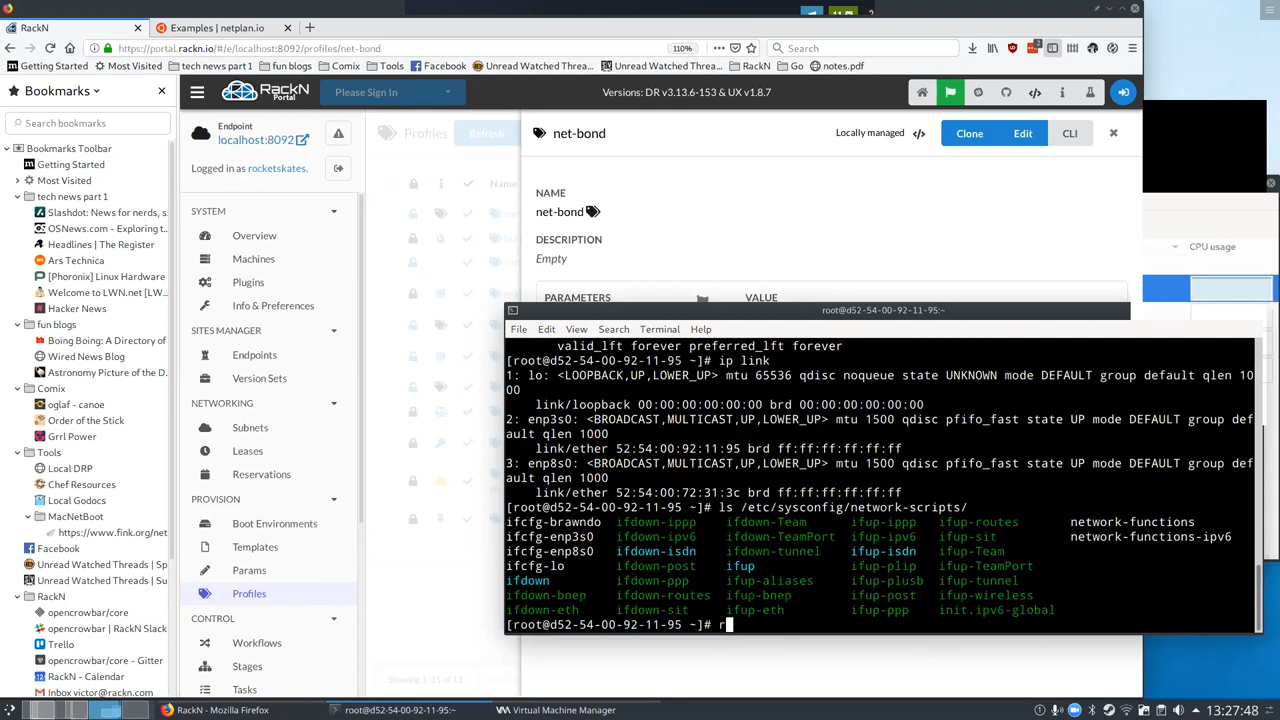 11
?
RackN
Examples | netplan.io
https://portal.rackn.io/#/e/localhost:8092/profiles/net-bond
110%
Search
2
Getting Started
Most Visited
tech news part 1
fun blogs
Comix
Tools
Facebook
Unread Watched Threa...
Unread Watched Threa...
RackN
Go
notes.pdf
Bookmarks
Search bookmarks
Bookmarks Toolbar
Getting Started
Most Visited
tech news part 1
Slashdot: News for nerds, s...
OSNews.com - Exploring t...
Headlines | The Register
Ars Technica
[Phoronix] Linux Hardware
Welcome to LWN.net [LW...
Hacker News
fun blogs
Boing Boing: A Directory of
Wired News Blog
Astronomy Picture of the D...
Comix
oglaf - canoe
Order of the Stick
Grrl Power
Tools
Local DRP
Chef Resources
Local Godocs
MacNetBoot
https://www.fink.org/net
Facebook
Unread Watched Threads | S...
Unread Watched Threads | Su...
RackN
opencrowbar/core
opencrowbar | RackN Slack
Trello
opencrowbar/core
opencrowbar/core - Gitter
RackN - Calendar
Inbox victor@rackn.com
RackN
Portal
Please Sign In
Versions: DR v3.13.6-153 & UX v1.8.7
Endpoint
localhost:8092
Logged in as rocketskates.
SYSTEM
Overview
Machines
Plugins
Info & Preferences
SITES MANAGER
Endpoints
Version Sets
NETWORKING
Subnets
Leases
Reservations
PROVISION
Boot Environments
Templates
Params
Profiles
CONTROL
Workflows
Stages
Tasks
Profiles
Refresh
Name
Showing 1-11 of 11
net-bond
Locally managed
Clone
Edit
CLI
NAME
net-bond
DESCRIPTION
Empty
PARAMETERS
VALUE
CPU usage
root@d52-54-00-92-11-95:~
File Edit View Search Terminal Help
valid_lft forever preferred_lft forever
[root@d52-54-00-92-11-95 ~]# ip link
1: lo: <LOOPBACK,UP,LOWER_UP> mtu 65536 qdisc noqueue state UNKNOWN mode DEFAULT group default qlen 10
00
link/loopback 00:00:00:00:00:00 brd 00:00:00:00:00:00
2: enp3s0: <BROADCAST,MULTICAST,UP,LOWER_UP> mtu 1500 qdisc pfifo_fast state UP mode DEFAULT group def
ault qlen 1000
link/ether 52:54:00:92:11:95 brd ff:ff:ff:ff:ff:ff
3: enp8s0: <BROADCAST,MULTICAST,UP,LOWER_UP> mtu 1500 qdisc pfifo_fast state UP mode DEFAULT group def
ault qlen 1000
link/ether 52:54:00:72:31:3c brd ff:ff:ff:ff:ff:ff
[root@d52-54-00-92-11-95 ~]# ls /etc/sysconfig/network-scripts/
ifcfg-brawndo ifdown-ippp ifdown-Team ifup-ippp ifup-routes network-functions
ifcfg-enp3s0 ifdown-ipv6 ifdown-TeamPort ifup-ipv6 ifup-sit network-functions-ipv6
ifcfg-enp8s0 ifdown-isdn ifdown-tunnel ifup-isdn ifup-Team
ifcfg-lo ifdown-post ifup ifup-plip ifup-TeamPort
ifdown ifdown-ppp ifup-aliases ifup-plusb ifup-tunnel
ifdown-bnep ifdown-routes ifup-bnep ifup-post ifup-wireless
ifdown-eth ifdown-sit ifup-eth ifup-ppp init.ipv6-global
[root@d52-54-00-92-11-95 ~]# r
RackN - Mozilla Firefox
root@d52-54-00-92-11-95:~
Virtual Machine Manager
13:27:48